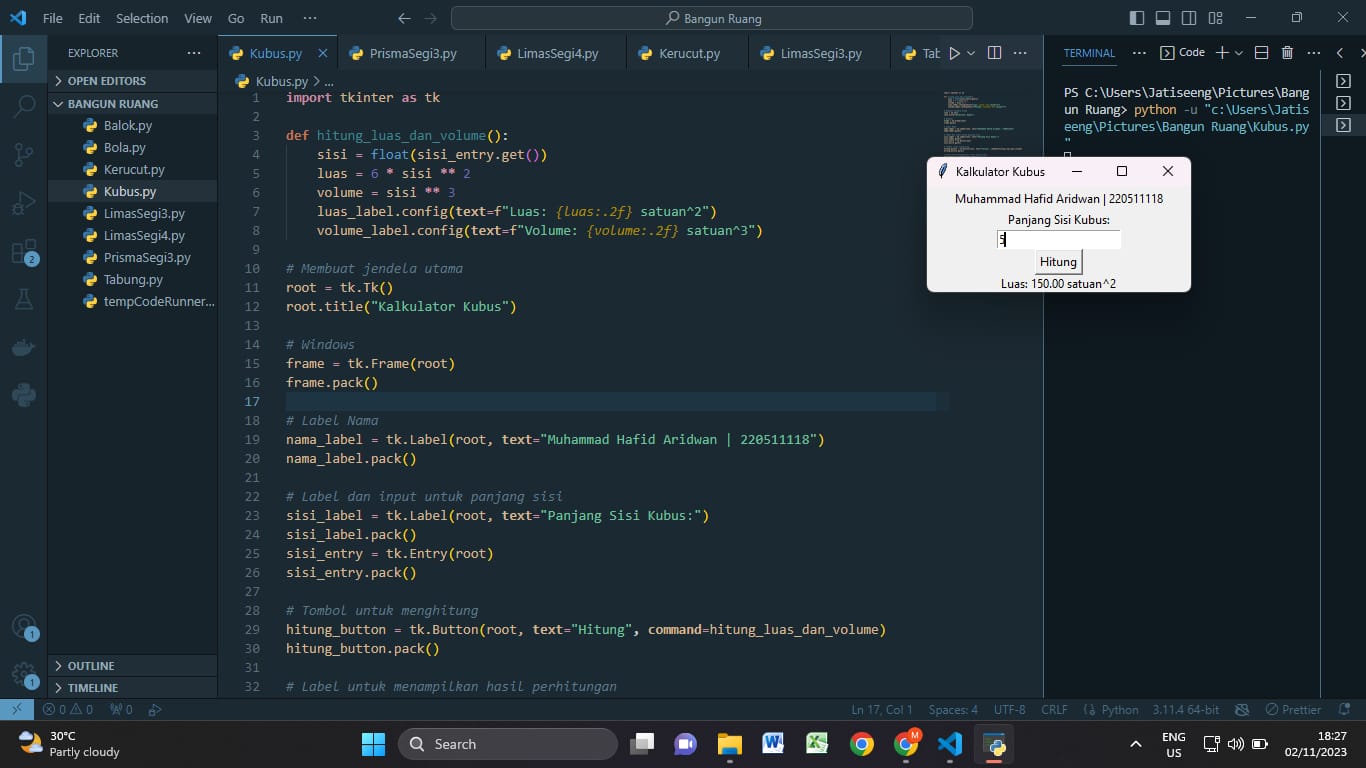 File Edit Selection View Go Run ···
Bangun Ruang
EXPLORER
OPEN EDITORS
BANGUN RUANG
Balok.py
Bola.py
Kerucut.py
Kubus.py
LimasSegi3.py
LimasSegi4.py
PrismaSegi3.py
Tabung.py
tempCodeRunner...
OUTLINE
TIMELINE
2
1
1
Kubus.py PrismaSegi3.py LimasSegi4.py Kerucut.py LimasSegi3.py Tab
Kubus.py > ...
1 import tkinter as tk
2
3 def hitung_luas_dan_volume():
4 sisi = float(sisi_entry.get())
5 luas = 6 * sisi ** 2
6 volume = sisi ** 3
7 luas_label.config(text=f"Luas: {luas:.2f} satuan^2")
8 volume_label.config(text=f"Volume: {volume:.2f} satuan^3")
9
10 # Membuat jendela utama
11 root = tk.Tk()
12 root.title("Kalkulator Kubus")
13
14 # Windows
15 frame = tk.Frame(root)
16 frame.pack()
17
18 # Label Nama
19 nama_label = tk.Label(root, text="Muhammad Hafid Aridwan | 220511118")
20 nama_label.pack()
21
22 # Label dan input untuk panjang sisi
23 sisi_label = tk.Label(root, text="Panjang Sisi Kubus:")
24 sisi_label.pack()
25 sisi_entry = tk.Entry(root)
26 sisi_entry.pack()
27
28 # Tombol untuk menghitung
29 hitung_button = tk.Button(root, text="Hitung", command=hitung_luas_dan_volume)
30 hitung_button.pack()
31
32 # Label untuk menampilkan hasil perhitungan
TERMINAL ··· Code
PS C:\Users\Jatiseeng\Pictures\Bang
un Ruang> python -u "c:\Users\Jatis
eeng\Pictures\Bangun Ruang\Kubus.py
"
Kalkulator Kubus
Muhammad Hafid Aridwan | 220511118
Panjang Sisi Kubus:
5
Hitung
Luas: 150.00 satuan^2
0 0 0 Ln 17, Col 1 Spaces: 4 UTF-8 CRLF Python 3.11.4 64-bit Prettier
30°C
Partly cloudy
Search
M
ENG
US
18:27
02/11/2023